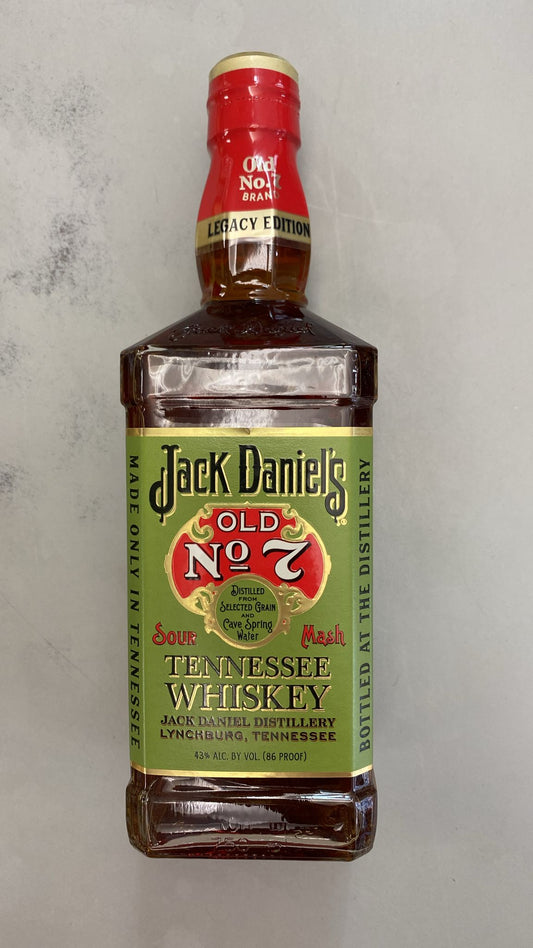 Old
No. 7
BRAND
LEGACY EDITION
Jack Daniel
MADE ONLY IN TENNESSEE
Jack Daniel's
OLD
Nº 7
DISTILLED
FROM
SELECTED GRAIN
AND
Cave Spring
Water
Sour Mash
TENNESSEE
WHISKEY
JACK DANIEL DISTILLERY
LYNCHBURG, TENNESSEE
43% ALC. BY VOL. (86 PROOF)
BOTTLED AT THE DISTILLERY